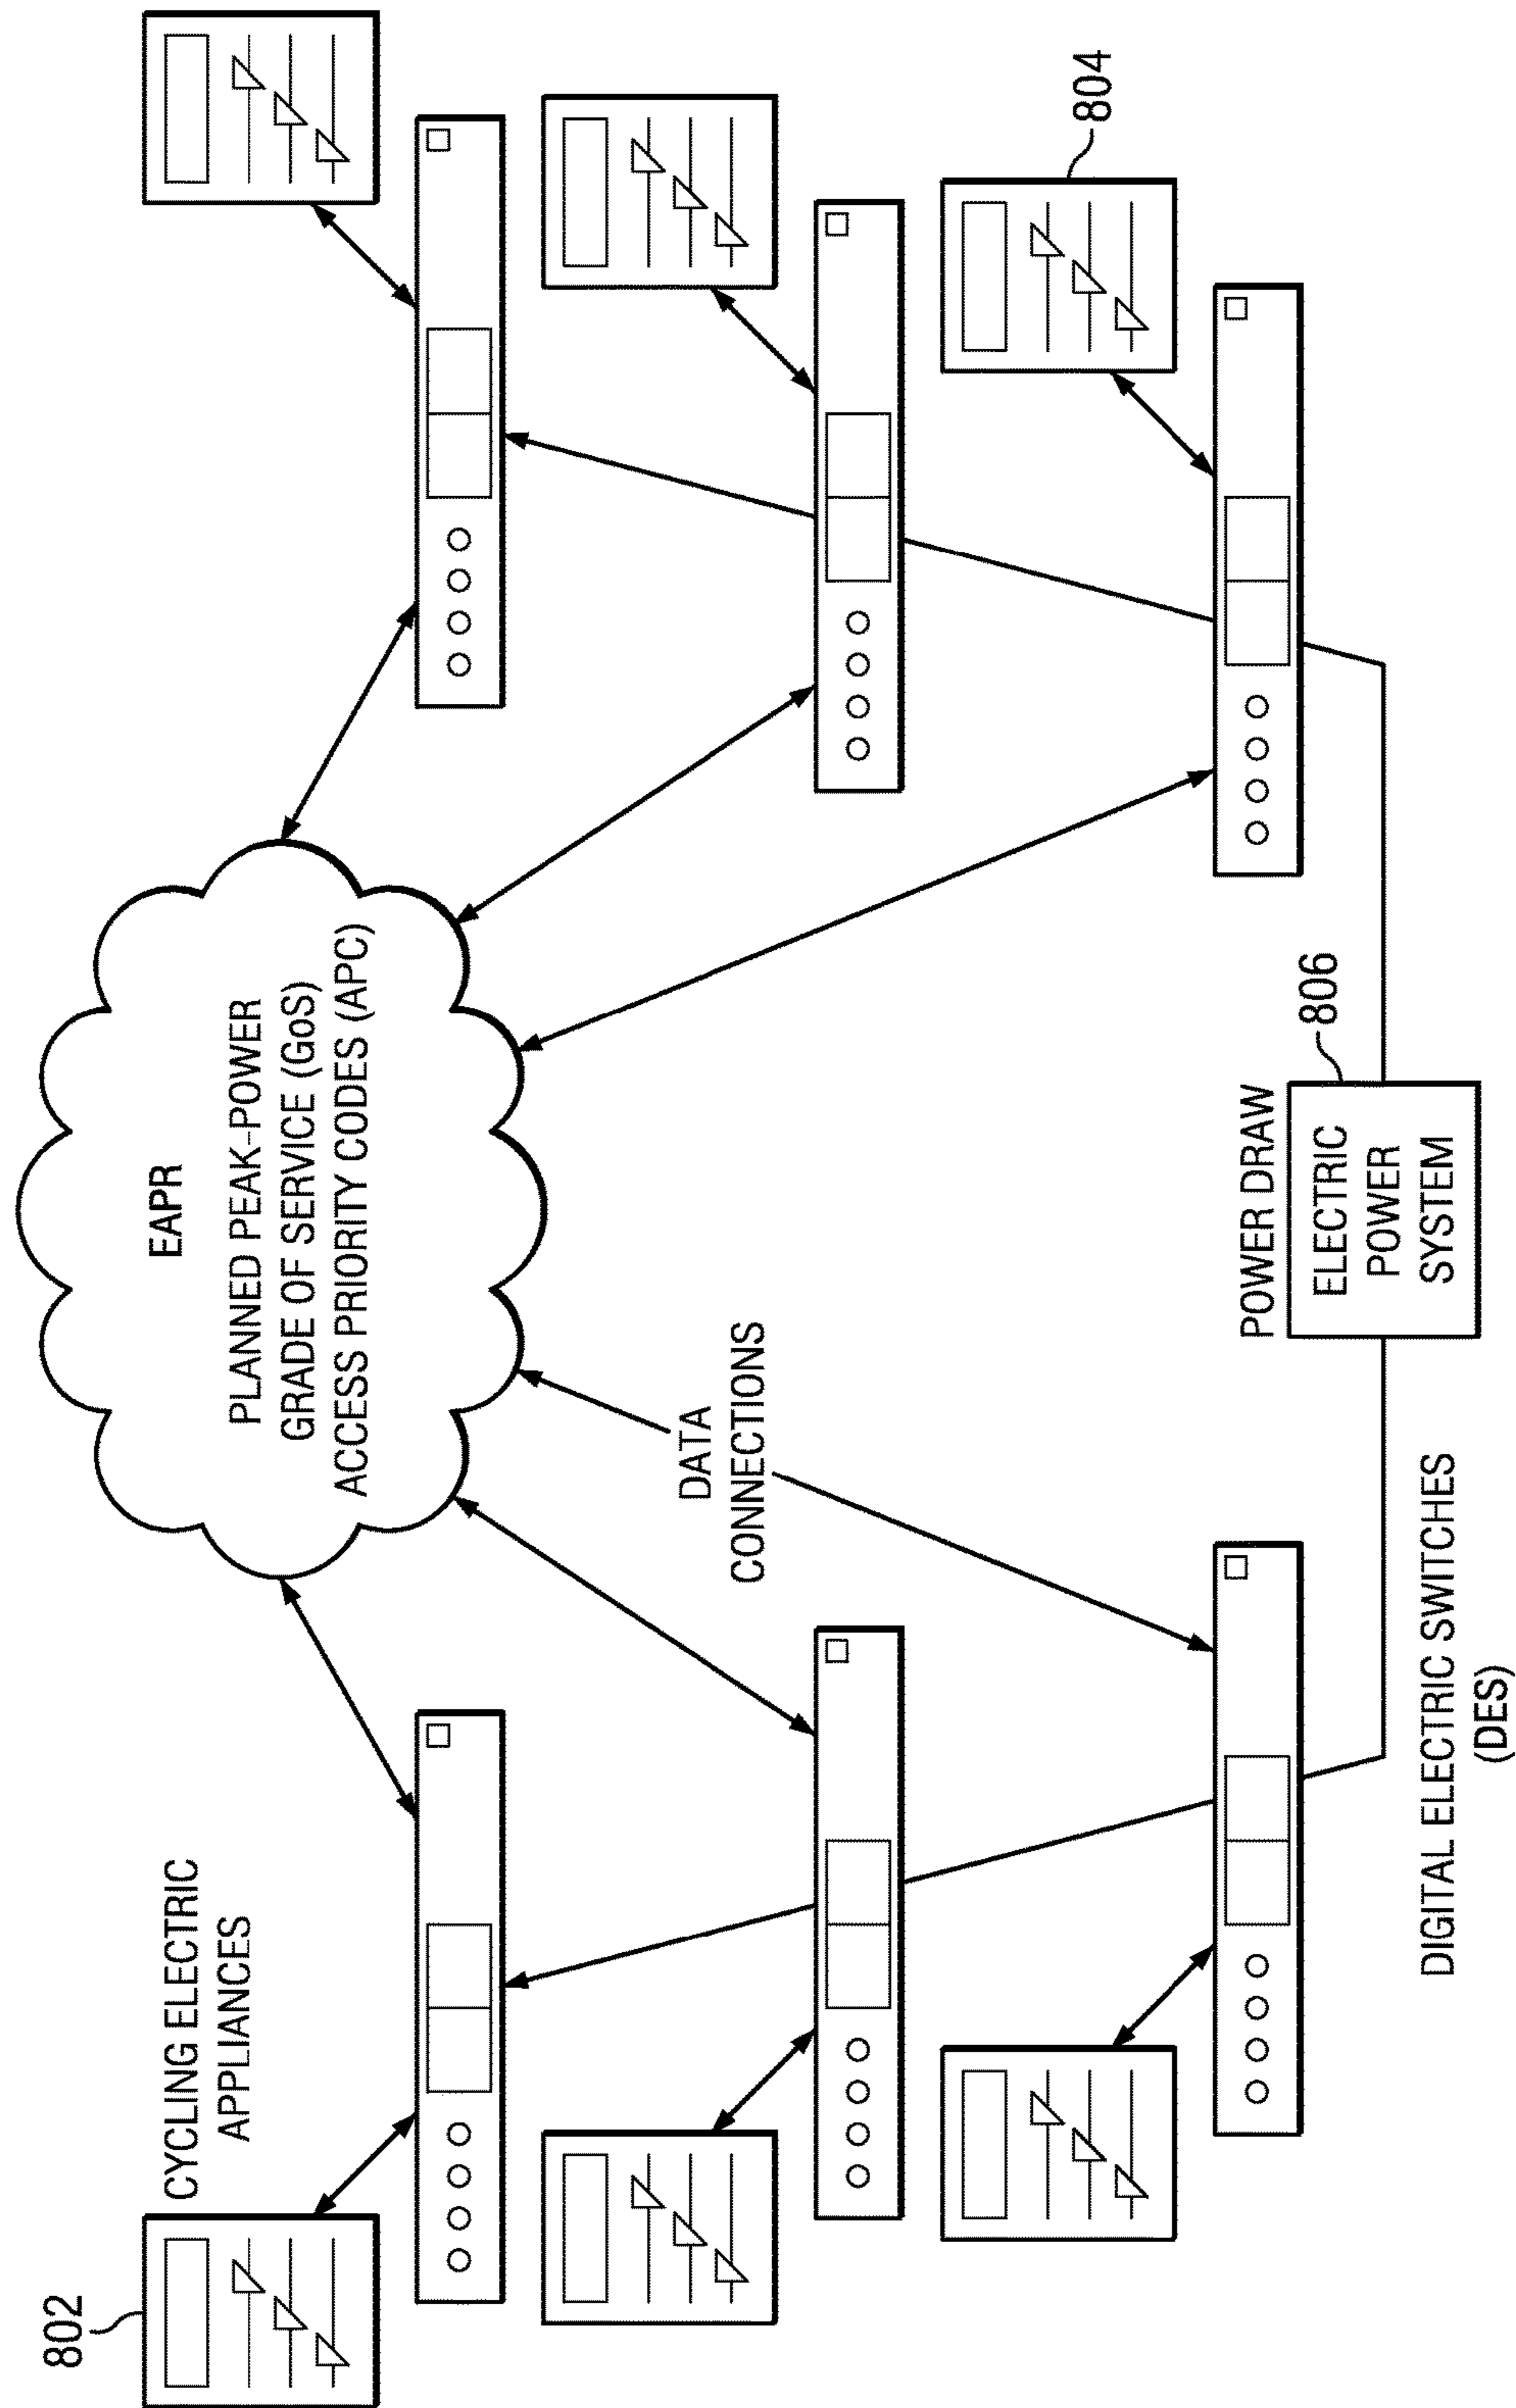 802
CYCLING ELECTRIC
APPLIANCES
EAPR
PLANNED PEAK-POWER
GRADE OF SERVICE (GoS)
ACCESS PRIORITY CODES (APC)
DATA
CONNECTIONS
804
POWER DRAW
806
ELECTRIC
POWER
SYSTEM
DIGITAL ELECTRIC SWITCHES
(DES)